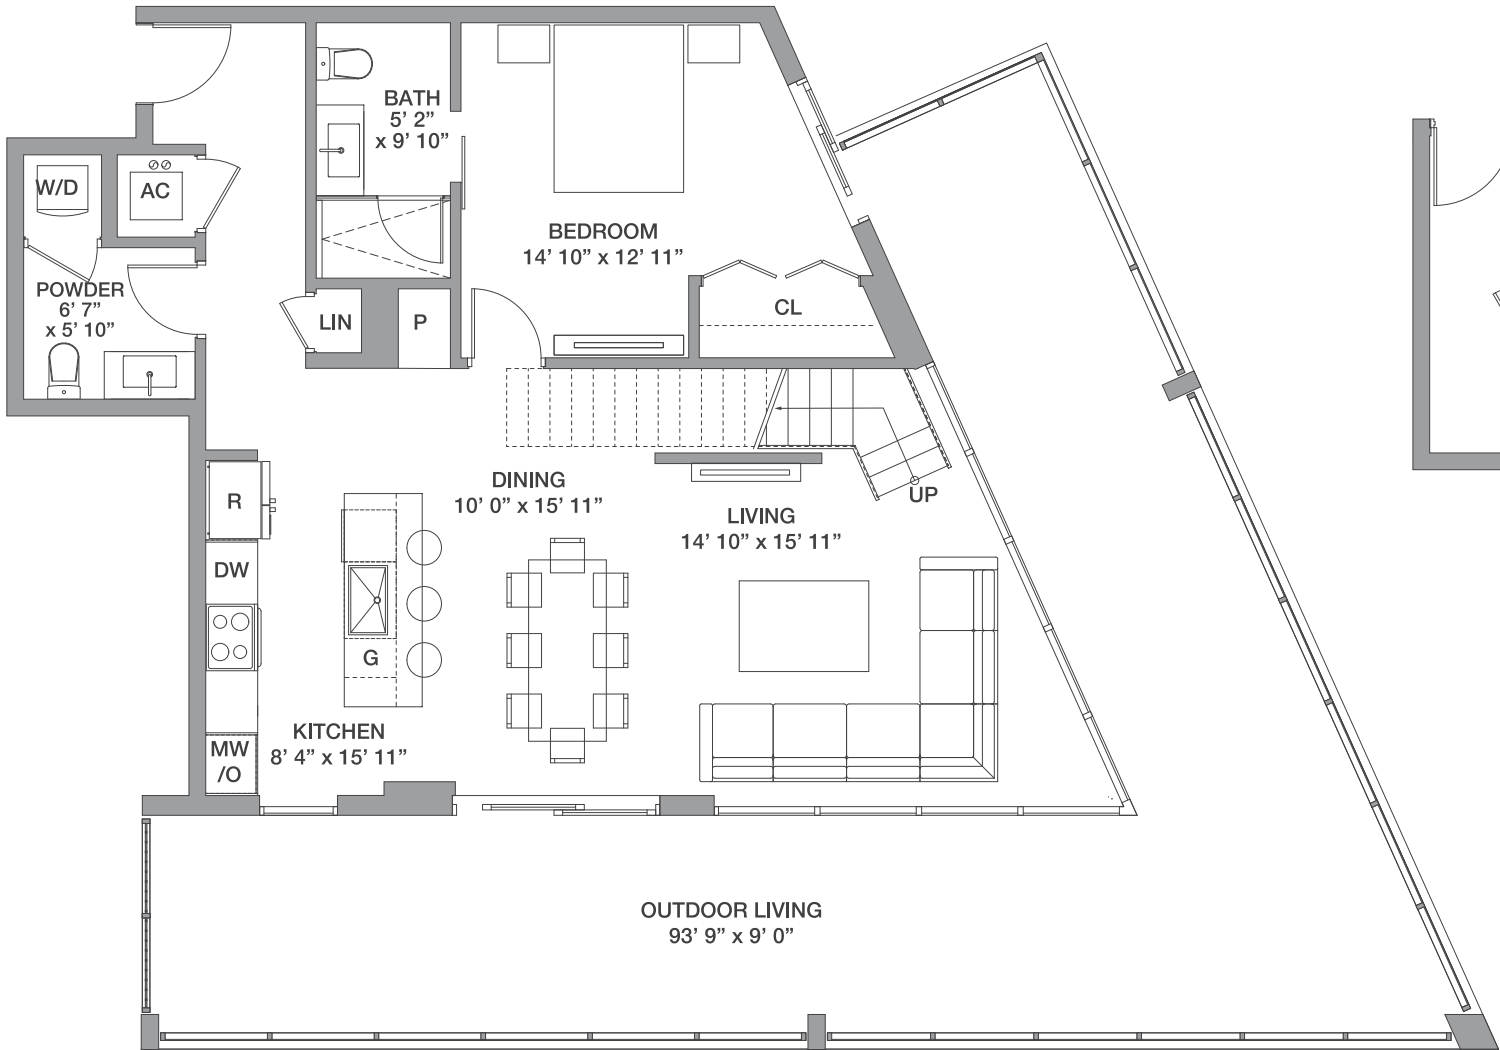 BATH
5' 2”
x 9' 10”
W/D
AC
BEDROOM
14' 10” x 12' 11”
POWDER
6' 7”
x 5' 10”
LIN
P
CL
DINING
10' 0” x 15' 11”
R
UP
LIVING
14' 10” x 15' 11”
DW
G
KITCHEN
8' 4” x 15' 11”
MW
/O
OUTDOOR LIVING
93' 9” x 9' 0”